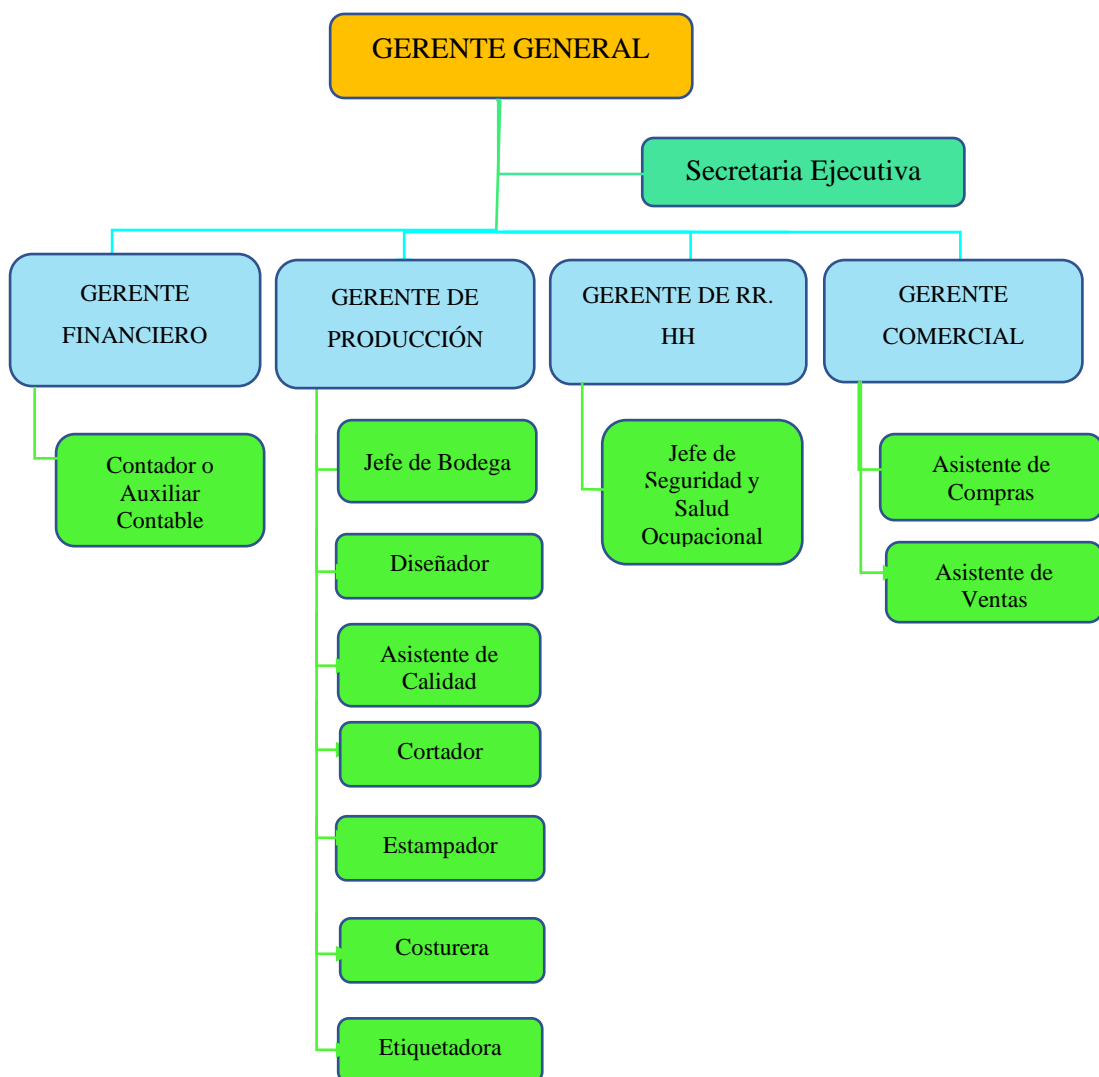 GERENTE GENERAL
Secretaria Ejecutiva
GERENTE
FINANCIERO
GERENTE DE
PRODUCCIÓN
GERENTE DE RR.
HH
GERENTE
COMERCIAL
Contador o
Auxiliar
Contable
Jefe de Bodega
Diseñador
Asistente de
Calidad
Cortador
Estampador
Costurera
Etiquetadora
Jefe de
Seguridad y
Salud
Ocupacional
Asistente de
Compras
Asistente de
Ventas